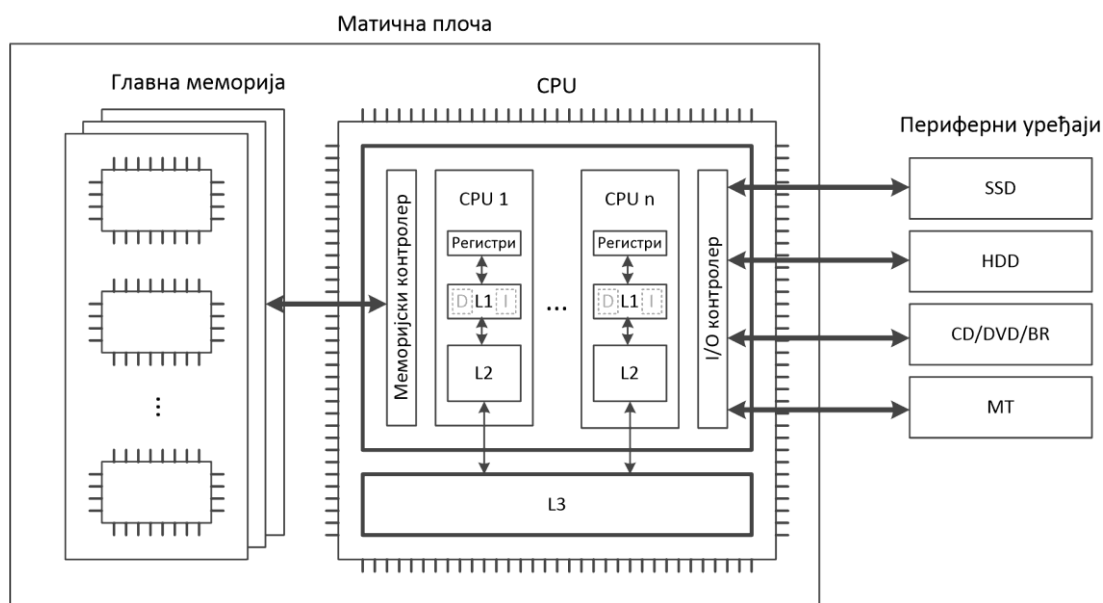 Матична плоча
Главна меморија
CPU
Периферни уређаји
Меморијски контролер
CPU 1
Регистри
D L1 I
L2
...
CPU n
Регистри
D L1 I
L2
I/O контролер
L3
...
SSD
HDD
CD/DVD/BR
MT